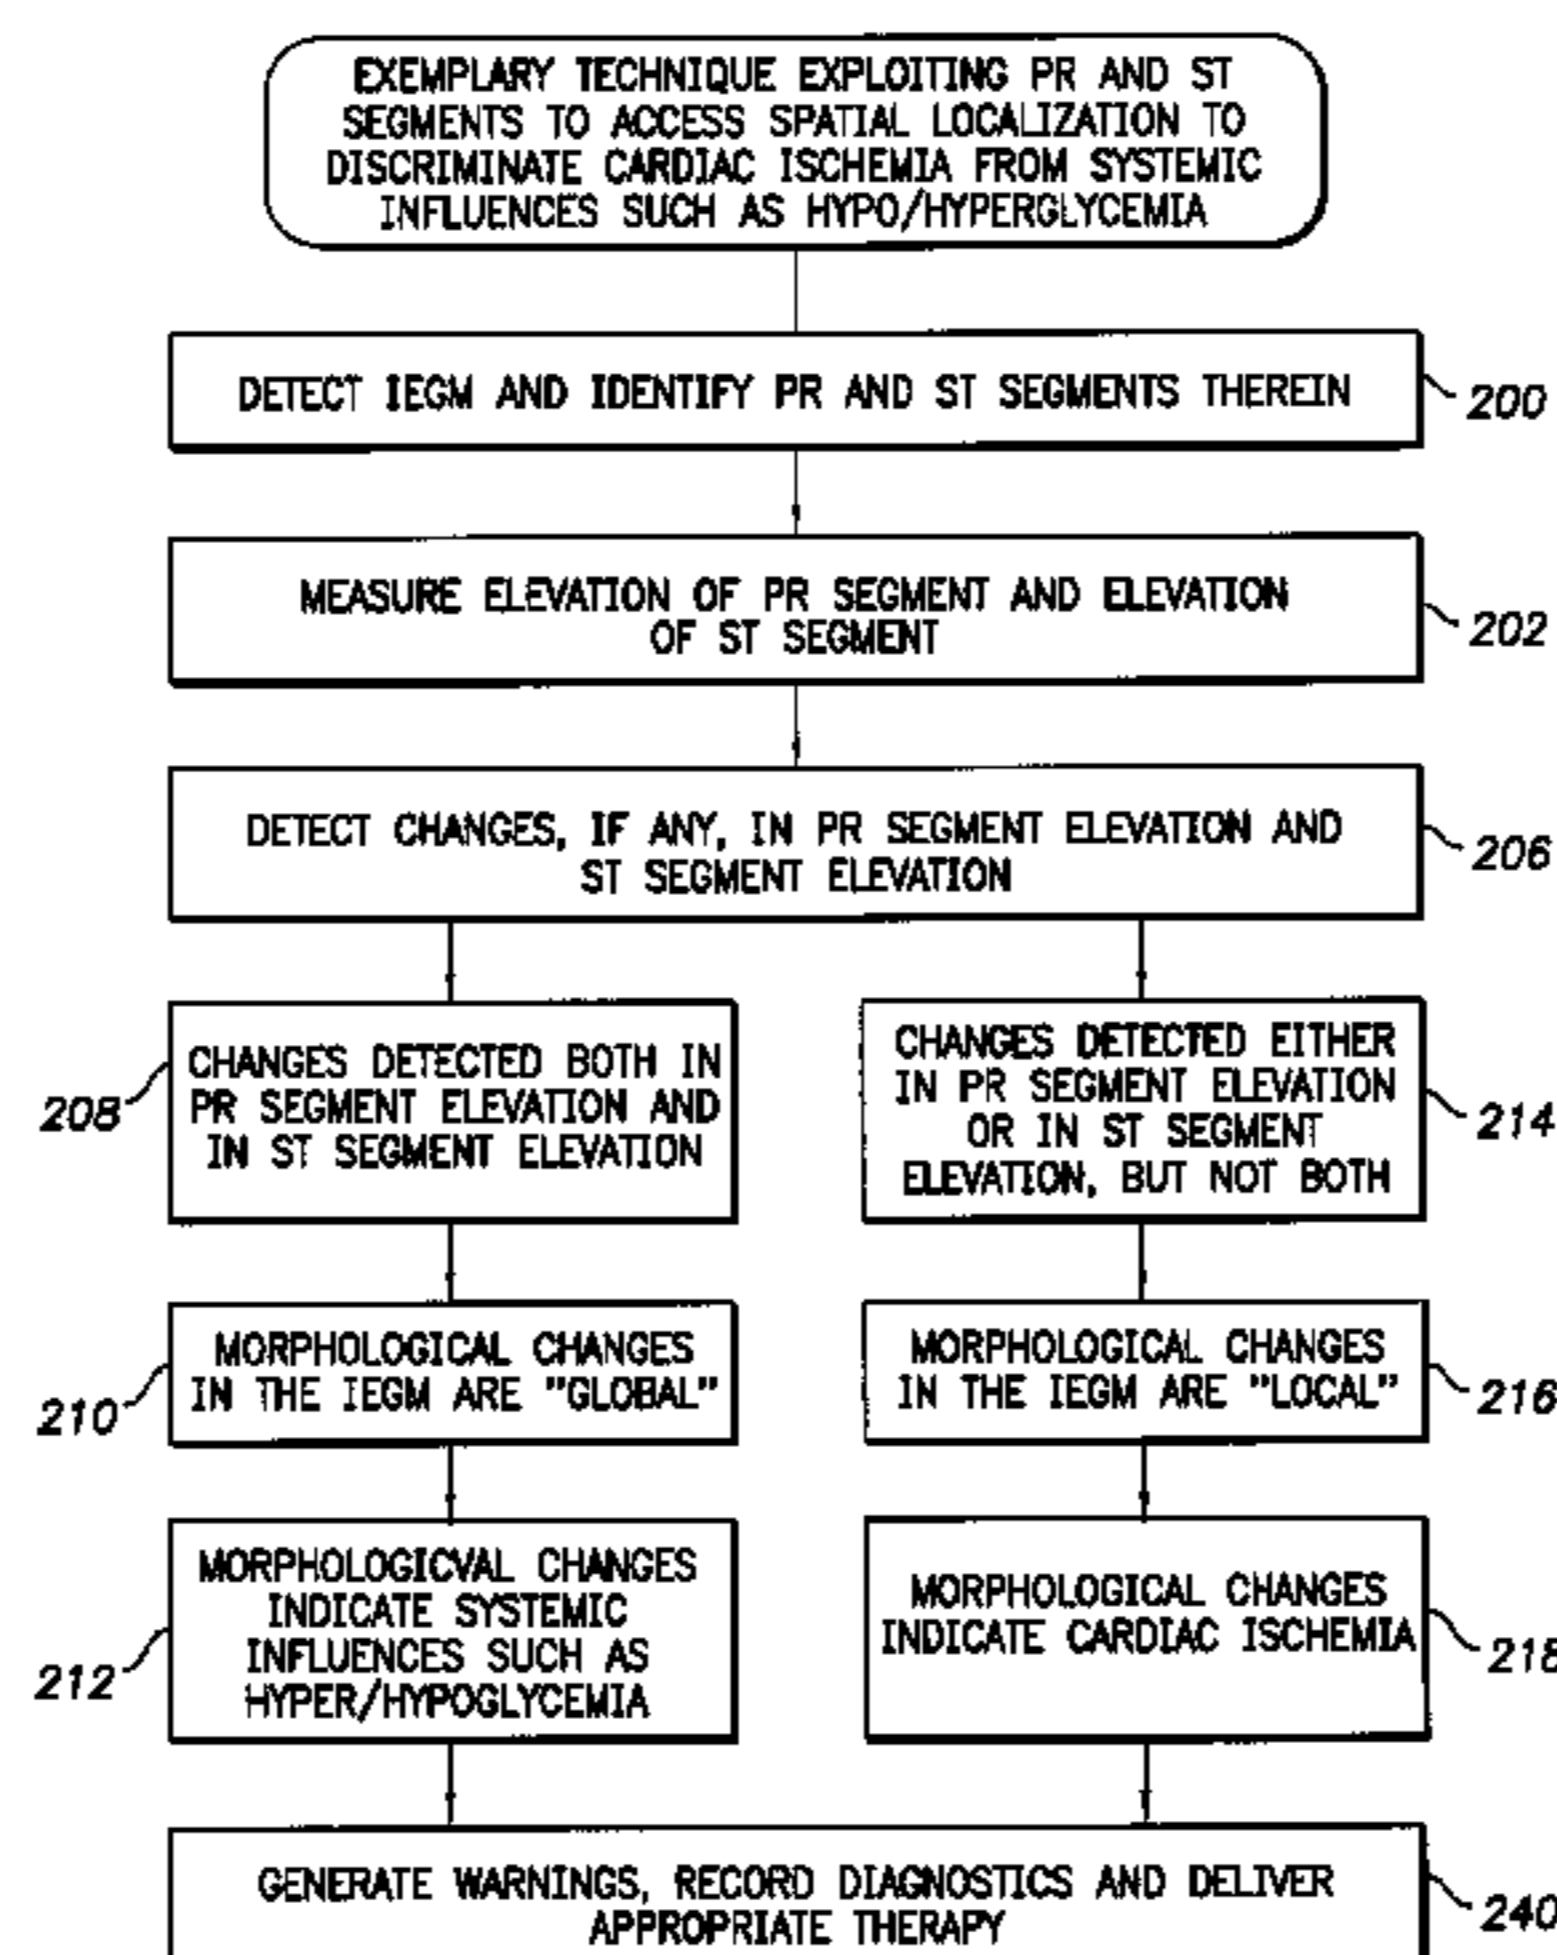 EXEMPLARY TECHNIQUE EXPLOITING PR AND ST
SEGMENTS TO ACCESS SPATIAL LOCALIZATION TO
DISCRIMINATE CARDIAC ISCHEMIA FROM SYSTEMIC
INFLUENCES SUCH AS HYPO/HYPERGLYCEMIA
DETECT IEGM AND IDENTIFY PR AND ST SEGMENTS THEREIN
200
MEASURE ELEVATION OF PR SEGMENT AND ELEVATION
OF ST SEGMENT
202
DETECT CHANGES, IF ANY, IN PR SEGMENT ELEVATION AND
ST SEGMENT ELEVATION
206
208
CHANGES DETECTED BOTH IN
PR SEGMENT ELEVATION AND
IN ST SEGMENT ELEVATION
CHANGES DETECTED EITHER
IN PR SEGMENT ELEVATION
OR IN ST SEGMENT
ELEVATION, BUT NOT BOTH
214
210
MORPHOLOGICAL CHANGES
IN THE IEGM ARE "GLOBAL"
MORPHOLOGICAL CHANGES
IN THE IEGM ARE "LOCAL"
216
212
MORPHOLOGICVAL CHANGES
INDICATE SYSTEMIC
INFLUENCES SUCH AS
HYPER/HYPOGLYCEMIA
MORPHOLOGICAL CHANGES
INDICATE CARDIAC ISCHEMIA
218
GENERATE WARNINGS, RECORD DIAGNOSTICS AND DELIVER
APPROPRIATE THERAPY
240